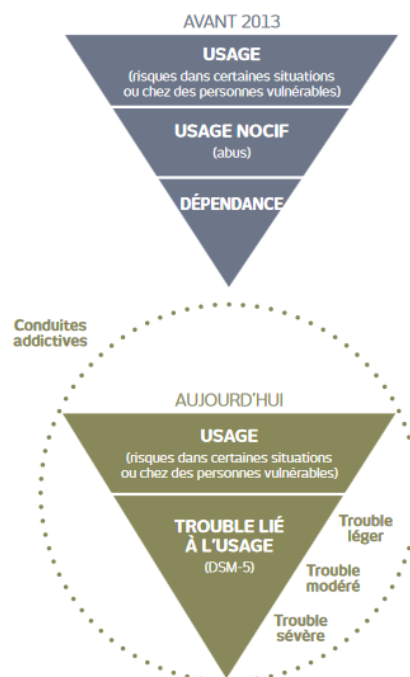 AVANT 2013
USAGE
(risques dans certaines situations
ou chez des personnes vulnérables)
USAGE NOCIF
(abus)
DÉPENDANCE
Conduites
addictives
AUJOURD'HUI
USAGE
(risques dans certaines situations
ou chez des personnes vulnérables)
TROUBLE LIÉ
À L'USAGE
(DSM-5)
Trouble
léger
Trouble
modéré
Trouble
sévère